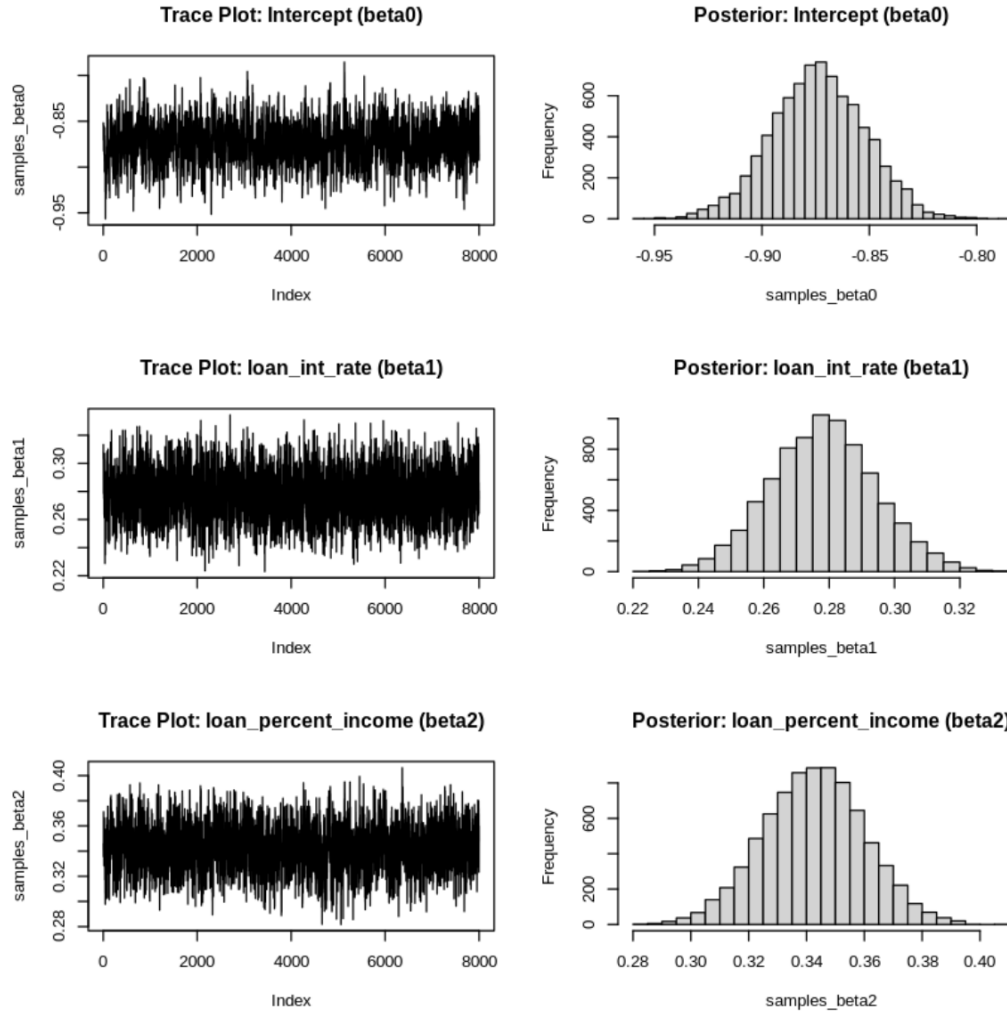 Trace Plot: Intercept (beta0)
samples_beta0
-0.85
-0.95
0 2000 4000 6000 8000
Index
Posterior: Intercept (beta0)
Frequency
600
400
200
0
-0.95 -0.90 -0.85 -0.80
samples_beta0
Trace Plot: loan_int_rate (beta1)
samples_beta1
0.30
0.26
0.22
0 2000 4000 6000 8000
Index
Posterior: loan_int_rate (beta1)
Frequency
800
400
0
0.22 0.24 0.26 0.28 0.30 0.32
samples_beta1
Trace Plot: loan_percent_income (beta2)
samples_beta2
0.40
0.36
0.32
0.28
0 2000 4000 6000 8000
Index
Posterior: loan_percent_income (beta2)
Frequency
600
200
0
0.28 0.30 0.32 0.34 0.36 0.38 0.40
samples_beta2